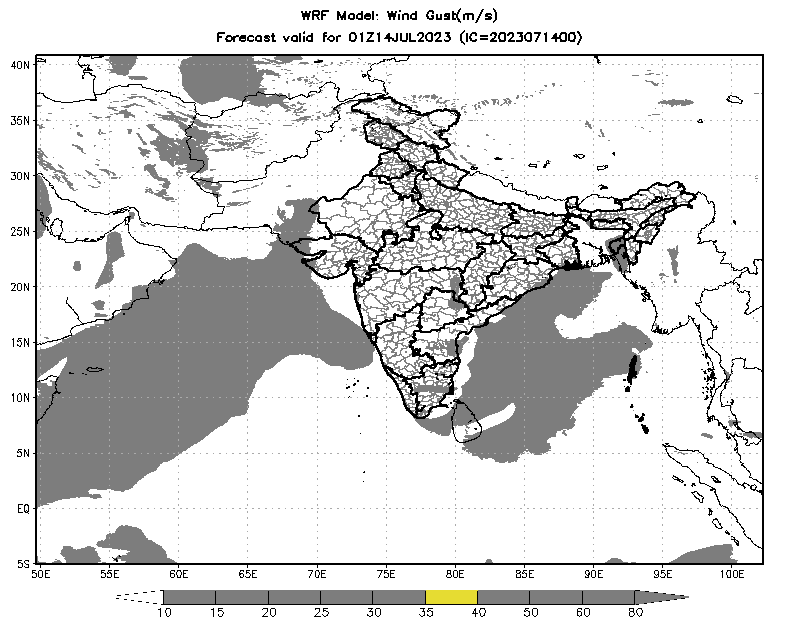 WRF Model: Wind Gust(m/s)
Forecast valid for 01Z14JUL2023 (IC=2023071400)
40N
35N
30N
25N
20N
15N
10N
5N
EQ
5S
50E 55E 60E 65E 70E 75E 80E 85E 90E 95E 100E
10 15 20 25 30 35 40 50 60 80